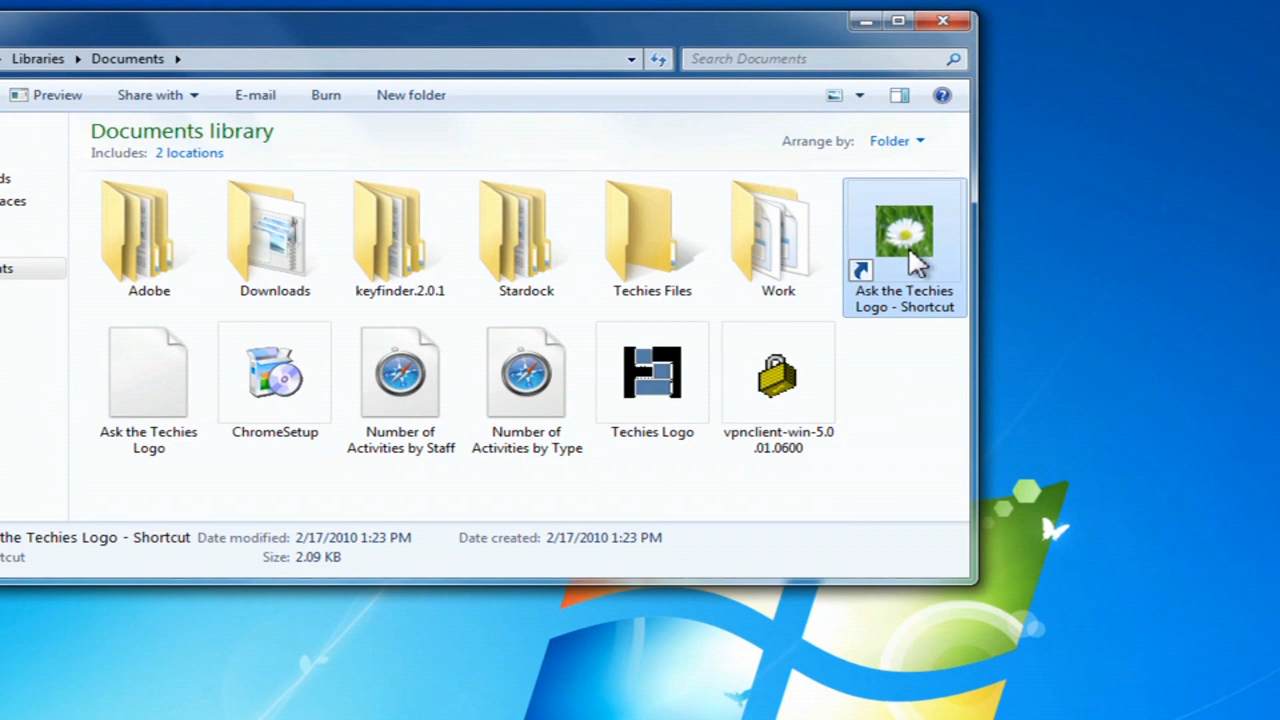 Libraries ▸ Documents ▸
Search Documents
Preview Share with E-mail Burn New folder
Documents library
Includes: 2 locations
Arrange by: Folder
ds
aces
nts
Adobe
Downloads
keyfinder.2.0.1
Stardock
Techies Files
Work
Ask the Techies
Logo - Shortcut
Ask the Techies
Logo
ChromeSetup
Number of
Activities by Staff
Number of
Activities by Type
Techies Logo
vpnclient-win-5.0
.01.0600
the Techies Logo - Shortcut Date modified: 2/17/2010 1:23 PM Date created: 2/17/2010 1:23 PM
tcut Size: 2.09 KB